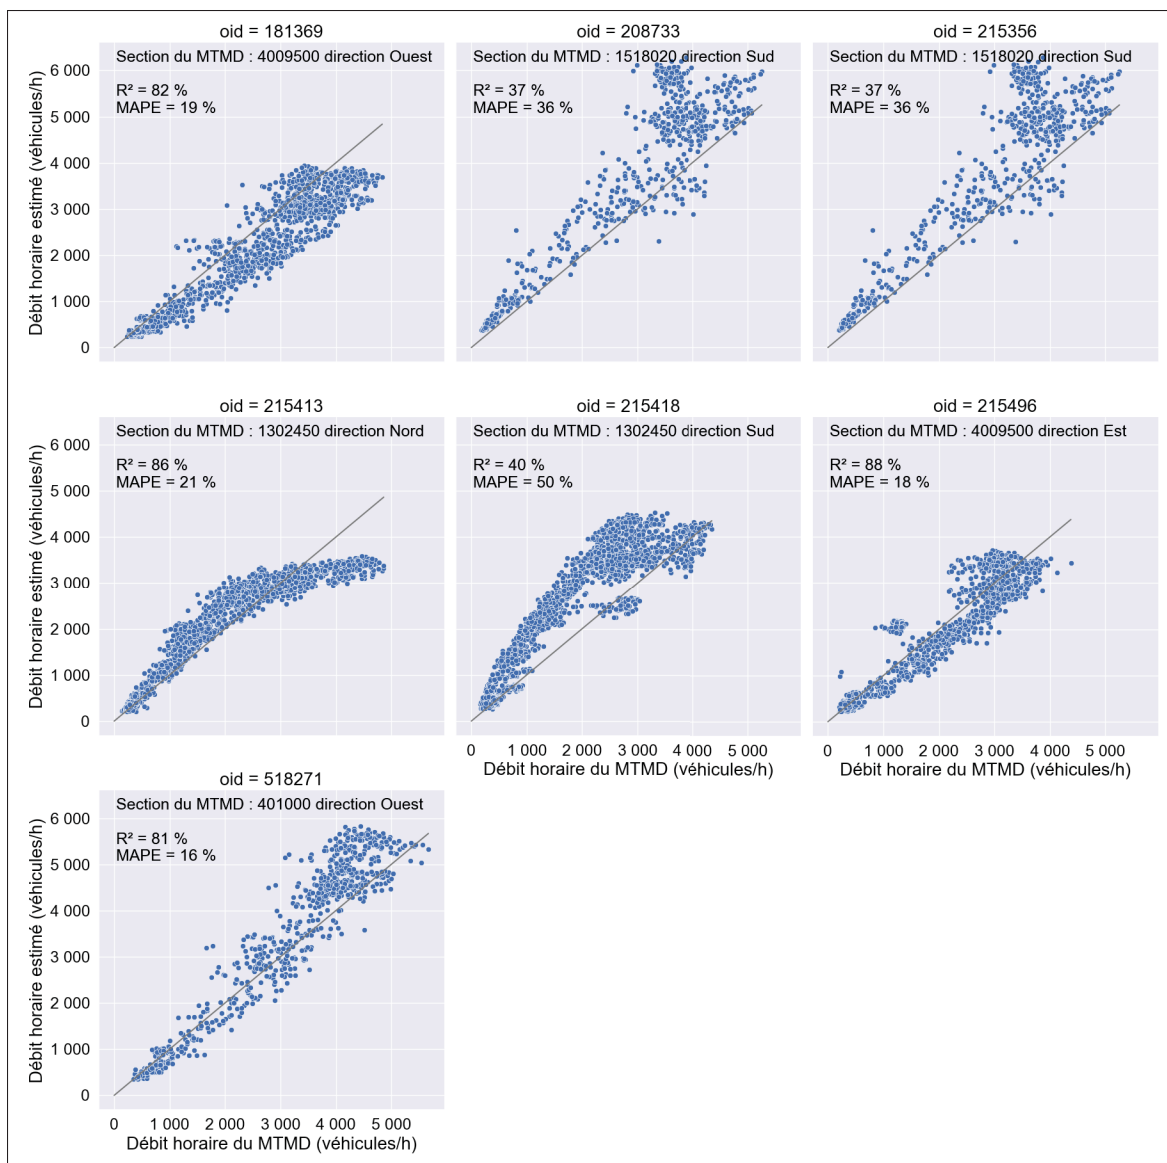 oid = 181369
Section du MTMD : 4009500 direction Ouest
R² = 82 %
MAPE = 19 %
6 000
5 000
4 000
3 000
2 000
1 000
0
Débit horaire estimé (véhicules/h)
oid = 208733
Section du MTMD : 1518020 direction Sud
R² = 37 %
MAPE = 36 %
oid = 215356
Section du MTMD : 1518020 direction Sud
R² = 37 %
MAPE = 36 %
oid = 215413
Section du MTMD : 1302450 direction Nord
R² = 86 %
MAPE = 21 %
6 000
5 000
4 000
3 000
2 000
1 000
0
Débit horaire estimé (véhicules/h)
oid = 215418
Section du MTMD : 1302450 direction Sud
R² = 40 %
MAPE = 50 %
0 1 000 2 000 3 000 4 000 5 000
Débit horaire du MTMD (véhicules/h)
oid = 215496
Section du MTMD : 4009500 direction Est
R² = 88 %
MAPE = 18 %
0 1 000 2 000 3 000 4 000 5 000
Débit horaire du MTMD (véhicules/h)
oid = 518271
Section du MTMD : 401000 direction Ouest
R² = 81 %
MAPE = 16 %
6 000
5 000
4 000
3 000
2 000
1 000
0
Débit horaire estimé (véhicules/h)
0 1 000 2 000 3 000 4 000 5 000
Débit horaire du MTMD (véhicules/h)